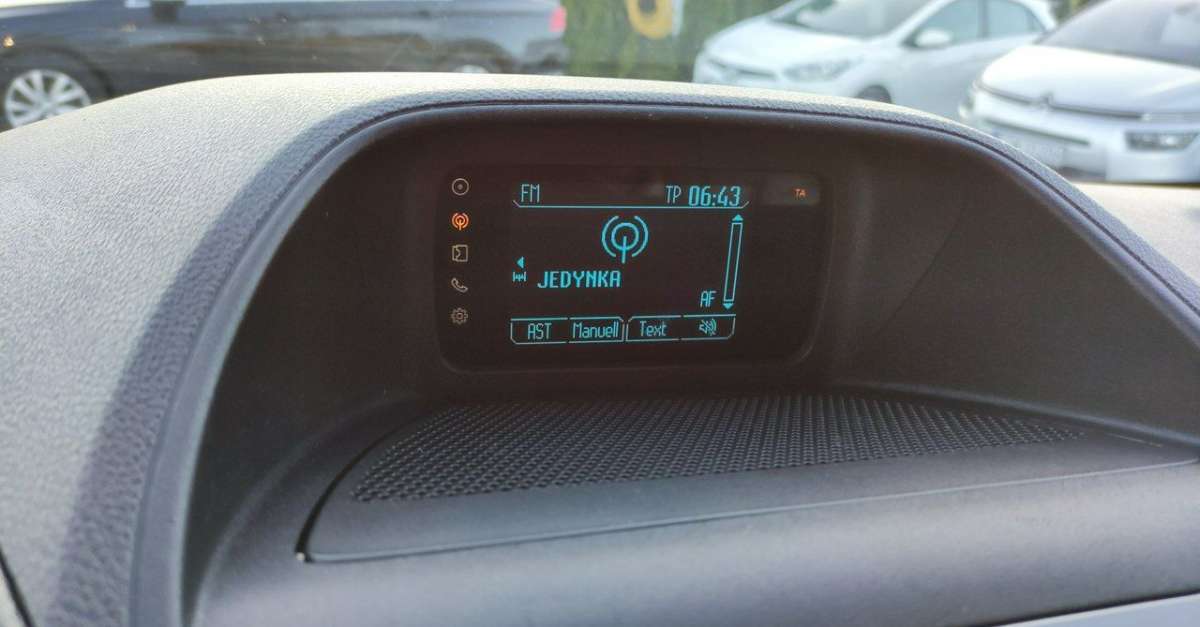 FM TP 06:43 TA
JEDYNKA
AF
AST Manuell Text